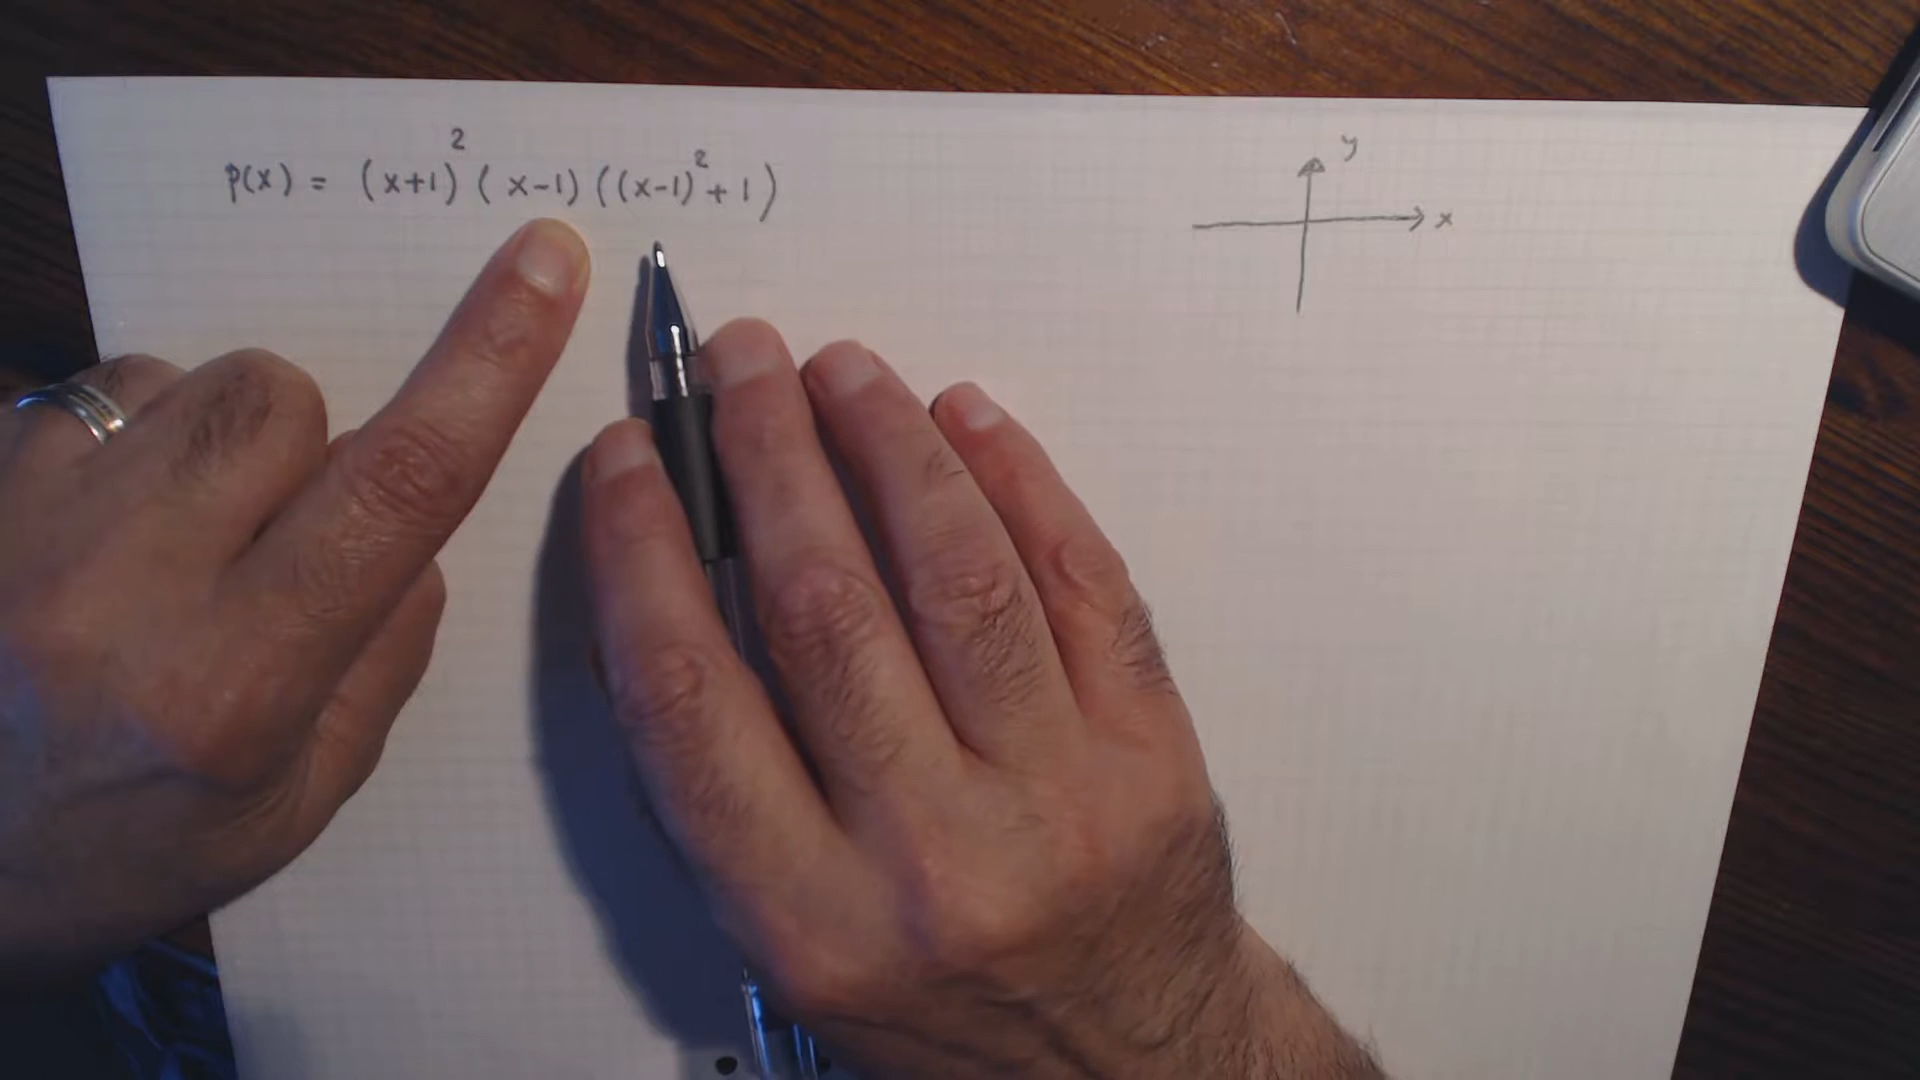 p(x) = (x+1)² (x-1) ((x-1)² + 1)
y
x